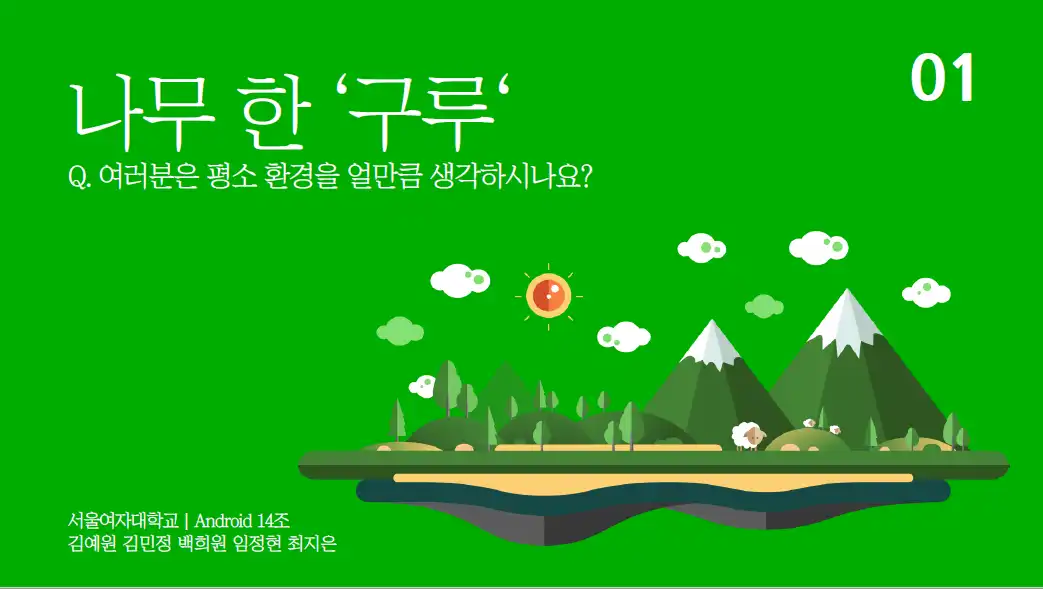 01
나무 한 ‘구루‘
Q. 여러분은 평소 환경을 얼만큼 생각하시나요?
서울여자대학교 | Android 14조
김예원 김민정 백희원 임정현 최지은